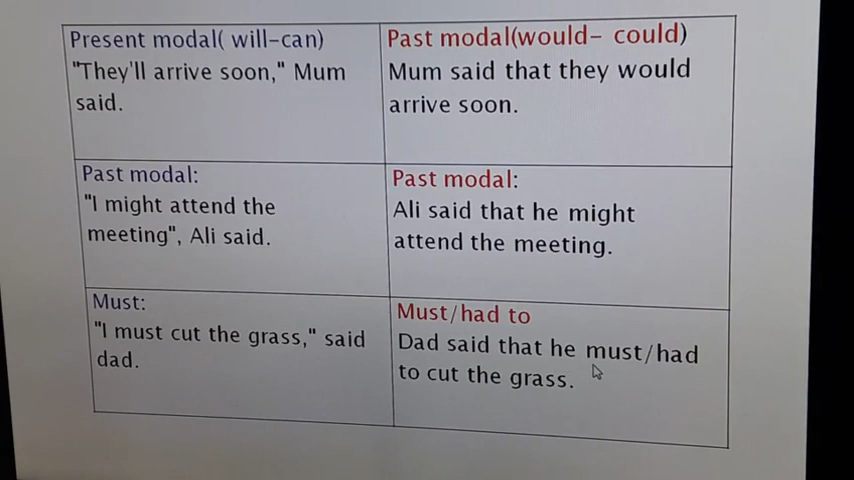 Present modal( will-can)
"They'll arrive soon," Mum
said.
Past modal(would- could)
Mum said that they would
arrive soon.
Past modal:
"I might attend the
meeting", Ali said.
Past modal:
Ali said that he might
attend the meeting.
Must:
"I must cut the grass," said
dad.
Must/had to
Dad said that he must/had
to cut the grass.